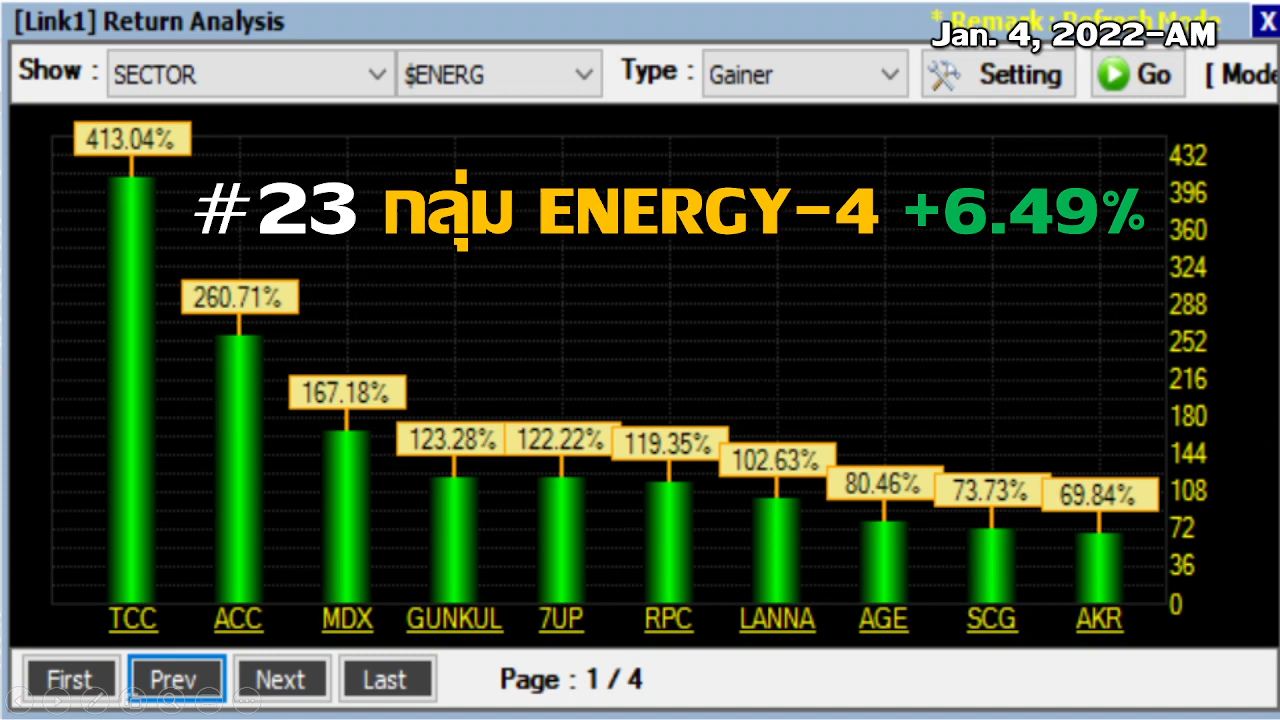 [Link1] Return Analysis
* Remark : Refresh Mode
Jan. 4, 2022-AM
X
Show : SECTOR $ENERG Type : Gainer Setting Go [ Mode
413.04%
432
#23 กลุ่ม ENERGY-4 +6.49%
396
360
324
260.71%
288
252
216
167.18%
180
123.28% 122.22% 119.35% 102.63% 80.46% 73.73% 69.84%
144
108
72
36
0
TCC ACC MDX GUNKUL 7UP RPC LANNA AGE SCG AKR
First Prev Next Last Page : 1 / 4